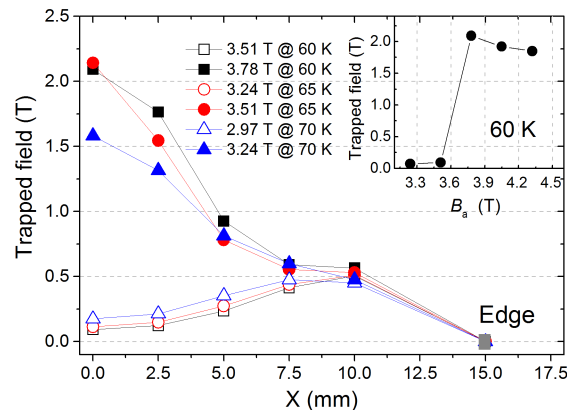 Trapped field (T)
2.5
2.0
1.5
1.0
0.5
0.0
3.51 T @ 60 K
3.78 T @ 60 K
3.24 T @ 65 K
3.51 T @ 65 K
2.97 T @ 70 K
3.24 T @ 70 K
Edge
0.0 2.5 5.0 7.5 10.0 12.5 15.0 17.5
X (mm)
Trapped field (T)
2.0
1.5
1.0
0.5
0.0
60 K
3.3 3.6 3.9 4.2 4.5
Ba (T)